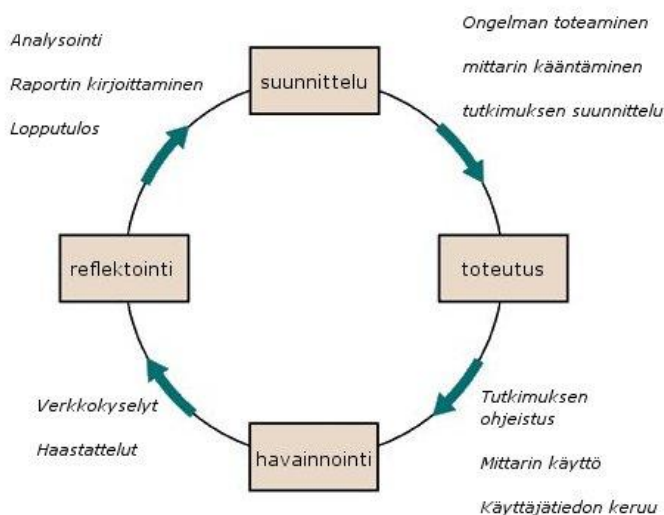 Analysointi
Raportin kirjoittaminen
Lopputulos
suunnittelu
Ongelman toteaminen
mittarin kääntäminen
tutkimuksen suunnittelu
reflektointi
toteutus
Verkkokyselyt
Haastattelut
havainnointi
Tutkimuksen
ohjeistus
Mittarin käyttö
Käyttäjätiedon keruu